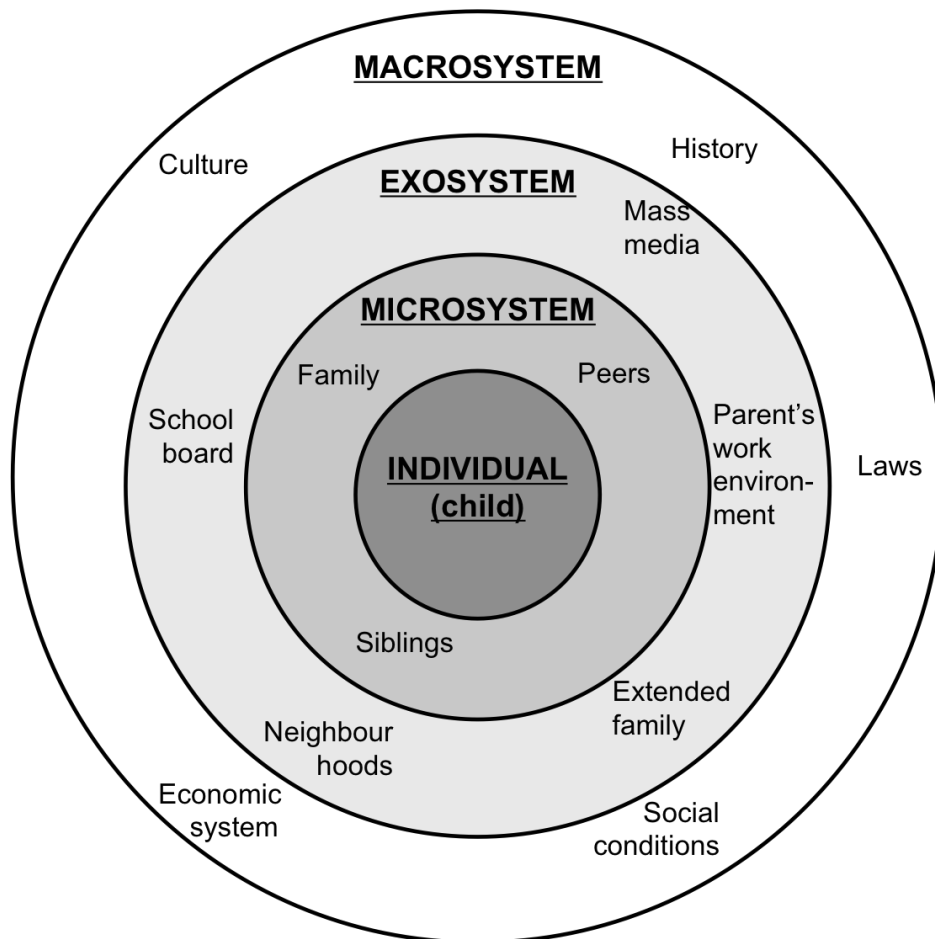 MACROSYSTEM
History
Culture
EXOSYSTEM
Mass
media
MICROSYSTEM
Family
Peers
School
board
Parent's
work
environ-
ment
INDIVIDUAL
(child)
Laws
Siblings
Extended
family
Neighbour
hoods
Economic
system
Social
conditions